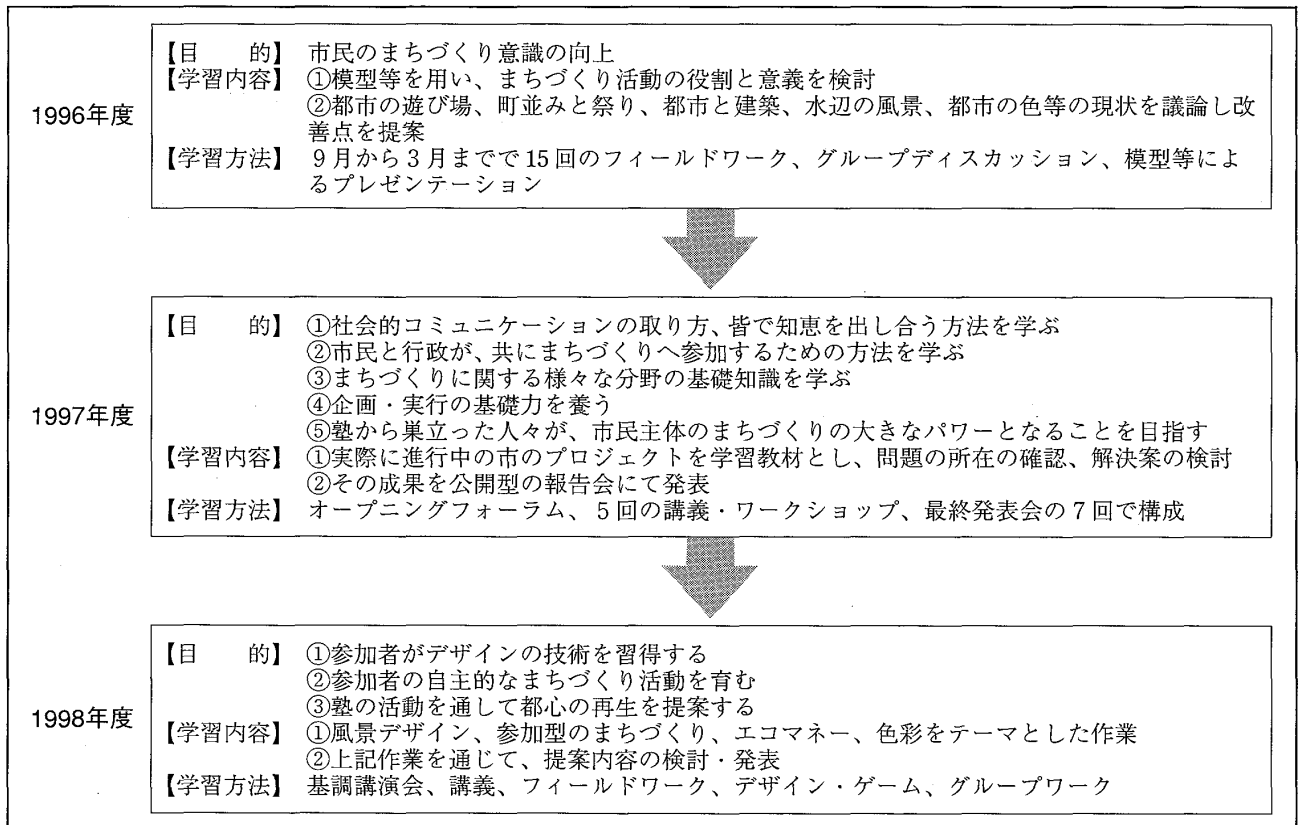 1996年度
【目　　的】 市民のまちづくり意識の向上
【学習内容】 ①模型等を用い、まちづくり活動の役割と意義を検討
②都市の遊び場、町並みと祭り、都市と建築、水辺の風景、都市の色等の現状を議論し改
善点を提案
【学習方法】 9月から3月までで15回のフィールドワーク、グループディスカッション、模型等によ
るプレゼンテーション
1997年度
【目　　的】 ①社会的コミュニケーションの取り方、皆で知恵を出し合う方法を学ぶ
②市民と行政が、共にまちづくりへ参加するための方法を学ぶ
③まちづくりに関する様々な分野の基礎知識を学ぶ
④企画・実行の基礎力を養う
⑤塾から巣立った人々が、市民主体のまちづくりの大きなパワーとなることを目指す
【学習内容】 ①実際に進行中の市のプロジェクトを学習教材とし、問題の所在の確認、解決案の検討
②その成果を公開型の報告会にて発表
【学習方法】 オープニングフォーラム、5回の講義・ワークショップ、最終発表会の7回で構成
1998年度
【目　　的】 ①参加者がデザインの技術を習得する
②参加者の自主的なまちづくり活動を育む
③塾の活動を通して都心の再生を提案する
【学習内容】 ①風景デザイン、参加型のまちづくり、エコマネー、色彩をテーマとした作業
②上記作業を通じて、提案内容の検討・発表
【学習方法】 基調講演会、講義、フィールドワーク、デザイン・ゲーム、グループワーク